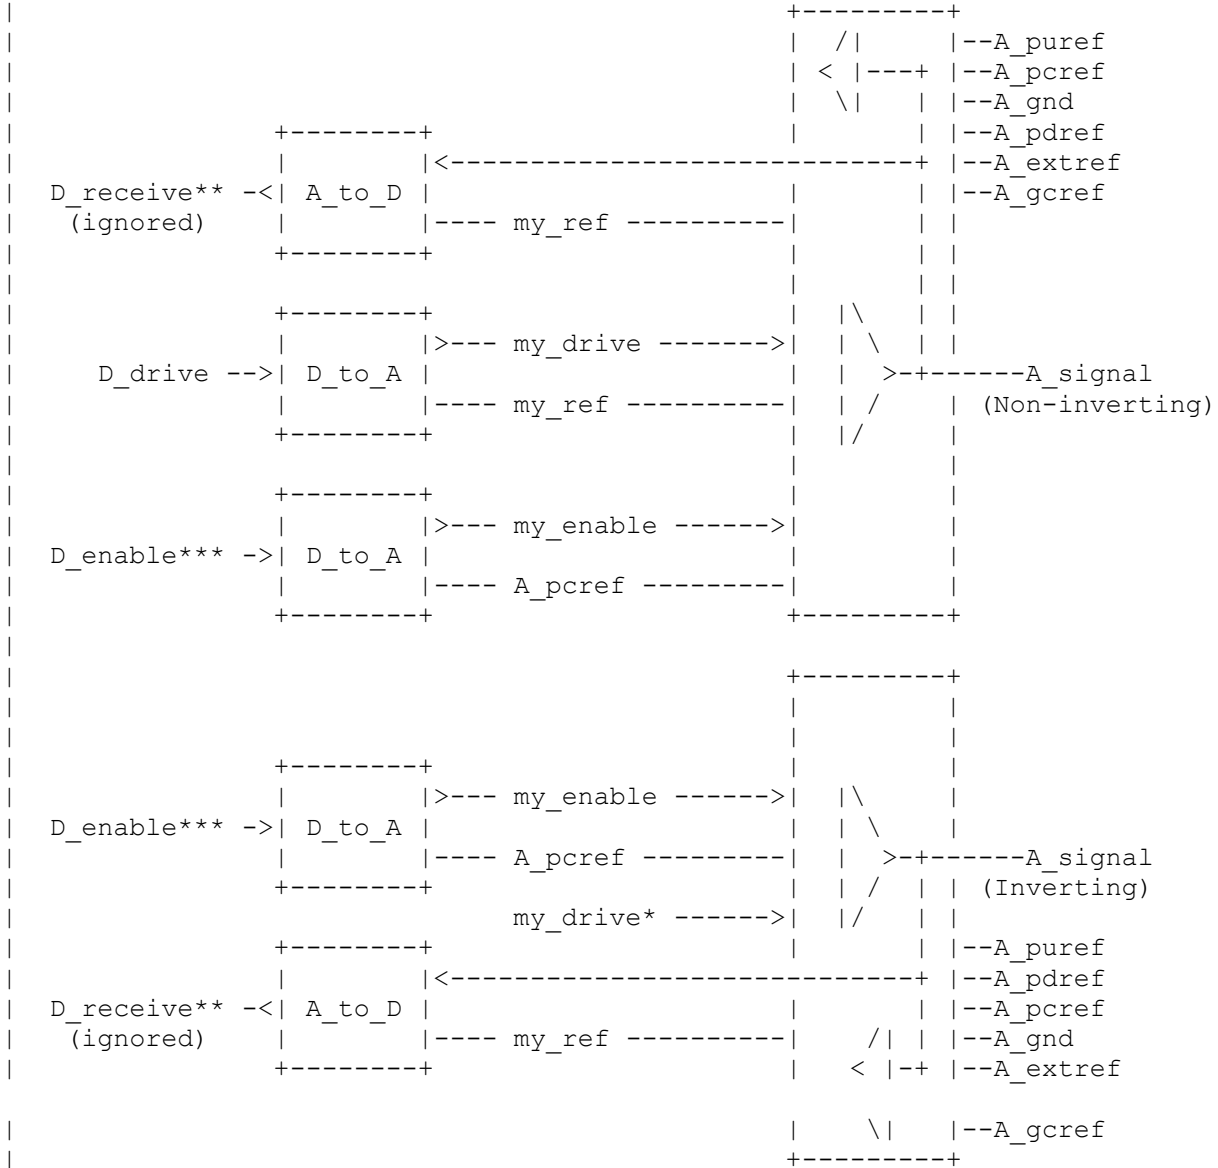 |                                                +---------+
|                                                |  /|     |--A_puref
|                                                | < |---+ |--A_pcref
|                                                |  \|   | |--A_gnd
|                +--------+                      |       | |--A_pdref
|                |        |<-----------------------------+ |--A_extref
|  D_receive** -<| A_to_D |                      |       | |--A_gcref
|   (ignored)    |        |---- my_ref ----------|       | |
|                +--------+                      |       | |
|                                                |       | |
|                +--------+                      |  |\   | |
|                |        |>--- my_drive ------->|  | \  | |
|     D_drive -->| D_to_A |                      |  |  >-+------A_signal
|                |        |---- my_ref ----------|  | /    | (Non-inverting)
|                +--------+                      |  |/     |
|                                                |         |
|                +--------+                      |         |
|                |        |>--- my_enable ------>|         |
|  D_enable*** ->| D_to_A |                      |         |
|                |        |---- A_pcref ---------|         |
|                +--------+                      +---------+
|
|                                                +---------+
|                                                |         |
|                                                |         |
|                +--------+                      |         |
|                |        |>--- my_enable ------>|  |\     |
|  D_enable*** ->| D_to_A |                      |  | \    |
|                |        |---- A_pcref ---------|  |  >-+------A_signal
|                +--------+                      |  | /  | | (Inverting)
|                               my_drive* ------>|  |/   | |
|                +--------+                      |       | |--A_puref
|                |        |<-----------------------------+ |--A_pdref
|  D_receive** -<| A_to_D |                      |       | |--A_pcref
|   (ignored)    |        |---- my_ref ----------|    /| | |--A_gnd
|                +--------+                      |   < |-+ |--A_extref
|                                                |    \|   |--A_gcref
|                                                +---------+